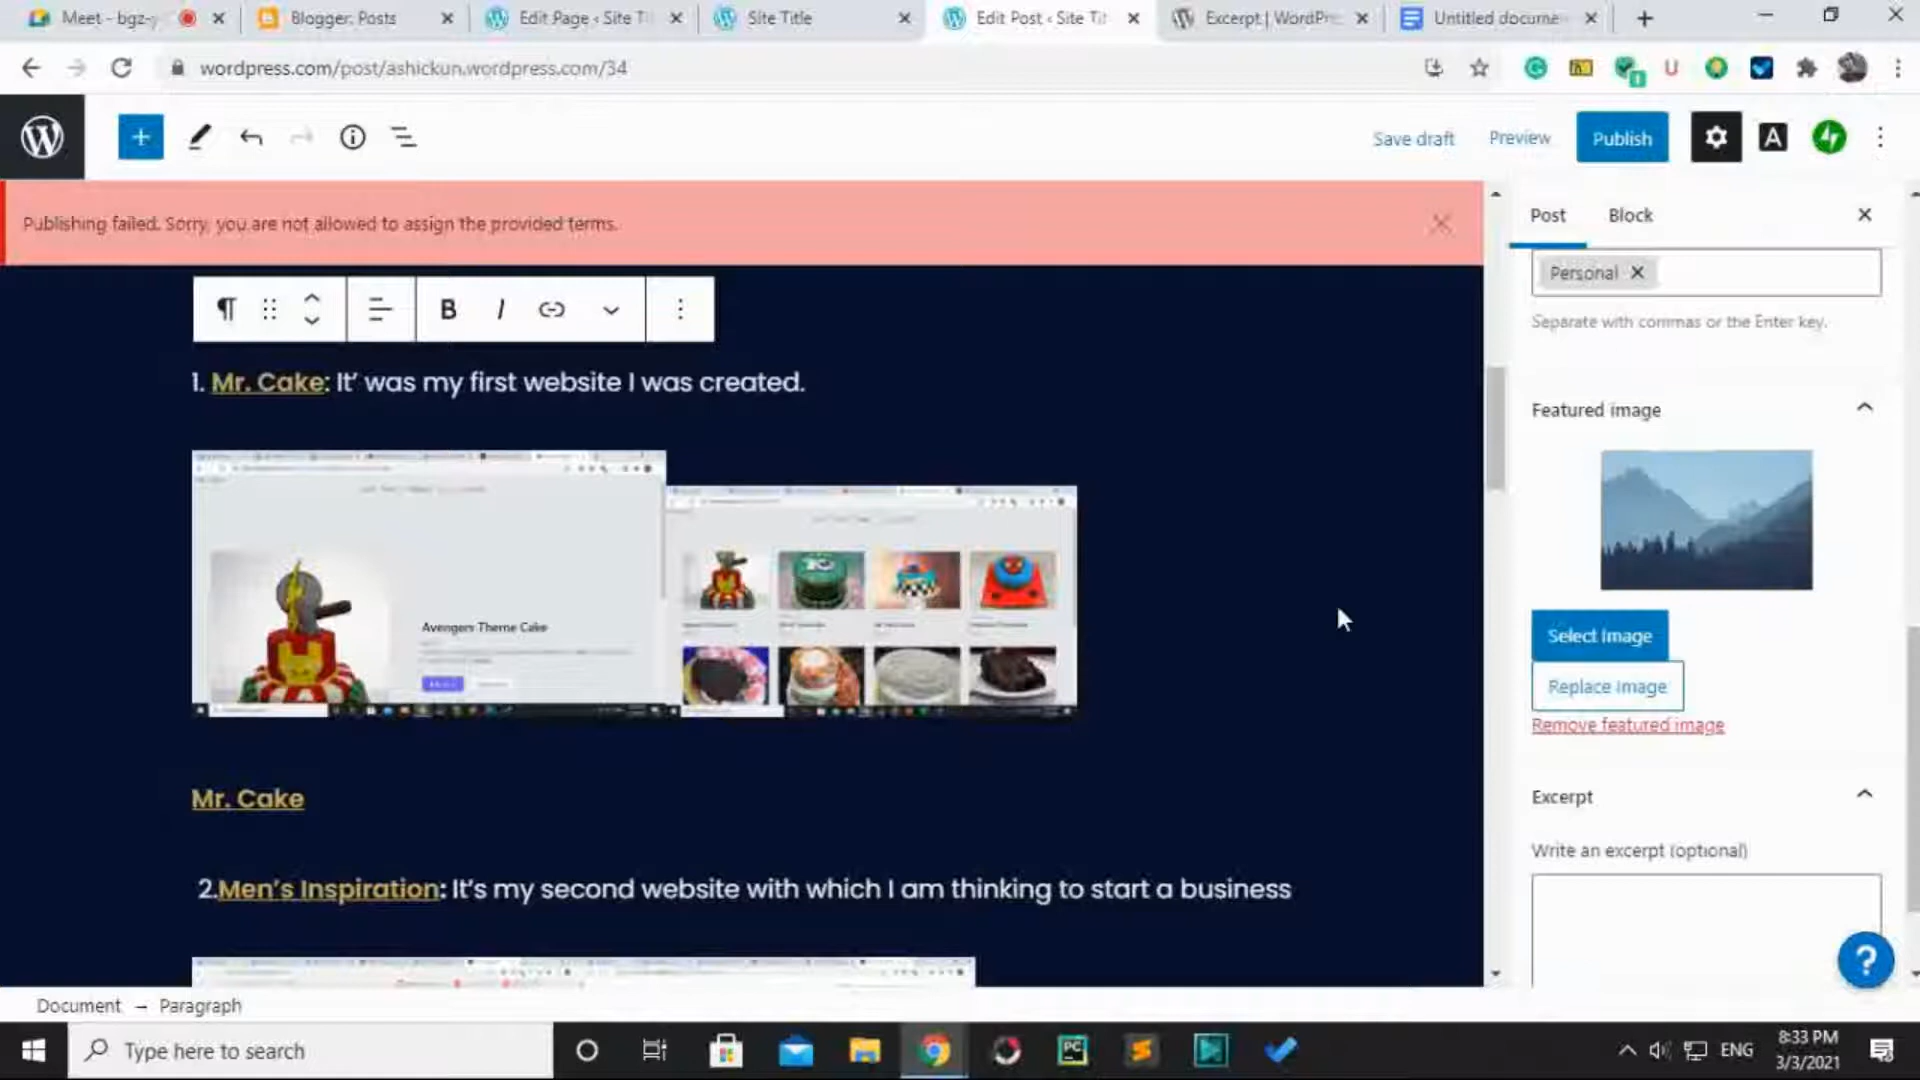 Meet - bgz-y
Blogger: Posts
Edit Page ‹ Site T
Site Title
Edit Post ‹ Site Tit
Excerpt | WordPre
Untitled docume
wordpress.com/post/ashickun.wordpress.com/34
Save draft
Preview
Publish
Publishing failed. Sorry, you are not allowed to assign the provided terms.
Post
Block
Personal
Separate with commas or the Enter key.
1. Mr. Cake: It’ was my first website I was created.
Featured image
Avengers Theme Cake
Select Image
Replace Image
Remove featured image
Mr. Cake
Excerpt
Write an excerpt (optional)
2.Men’s Inspiration: It’s my second website with which I am thinking to start a business
Document → Paragraph
Type here to search
ENG
8:33 PM
3/3/2021